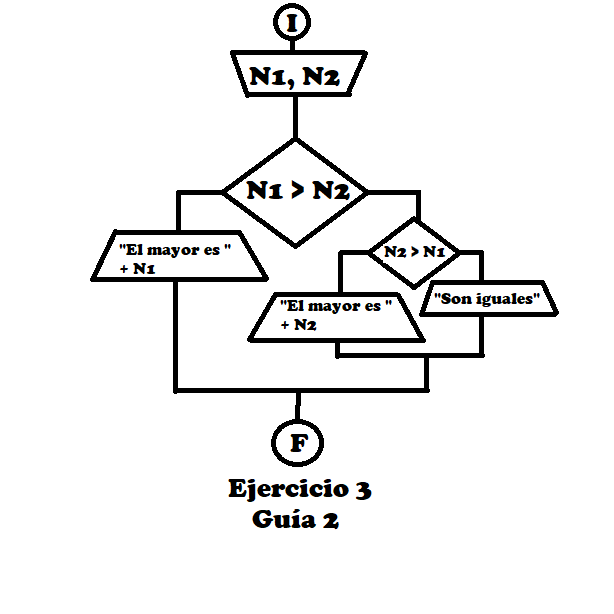 I
N1, N2
N1 > N2
"El mayor es "
+ N1
N2 > N1
"El mayor es "
+ N2
"Son iguales"
F
Ejercicio 3
Guía 2